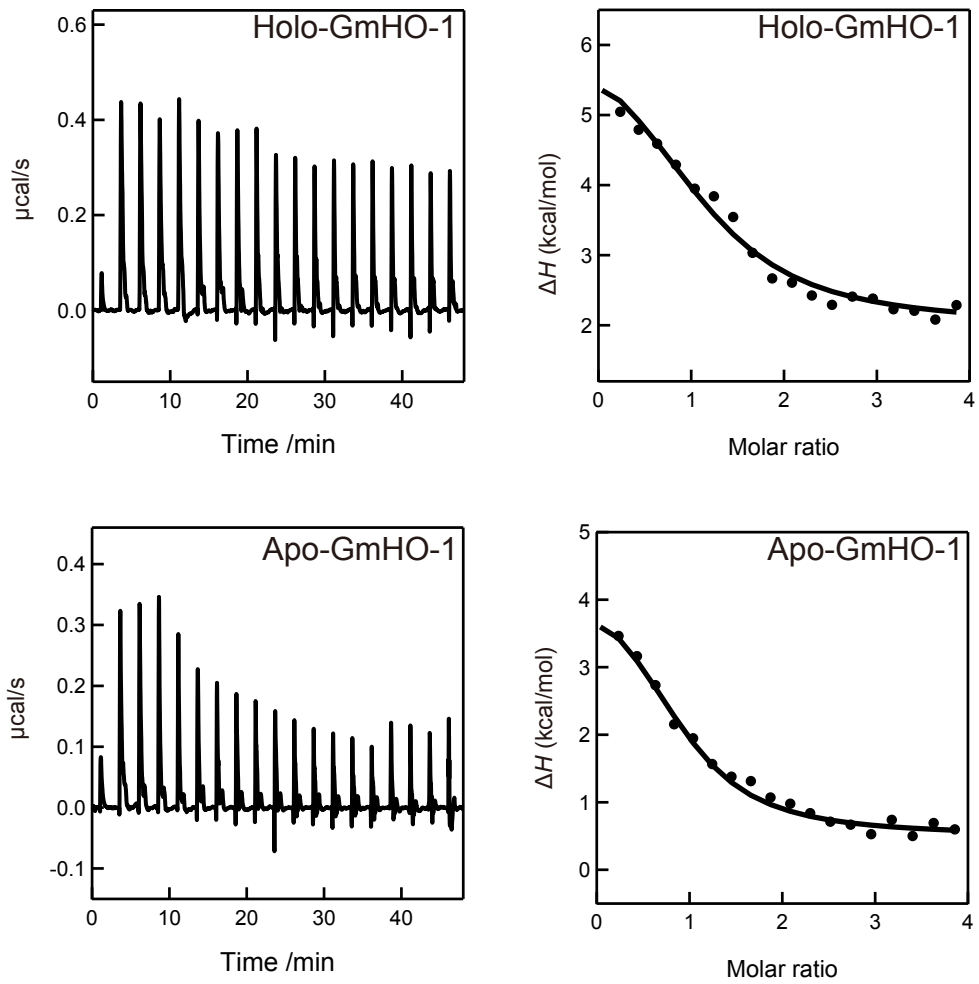 Holo-GmHO-1
0.6
0.4
0.2
0.0
µcal/s
0 10 20 30 40
Time /min
Holo-GmHO-1
6
5
4
3
2
ΔH (kcal/mol)
0 1 2 3 4
Molar ratio
Apo-GmHO-1
0.4
0.3
0.2
0.1
0.0
-0.1
µcal/s
0 10 20 30 40
Time /min
Apo-GmHO-1
5
4
3
2
1
0
ΔH (kcal/mol)
0 1 2 3 4
Molar ratio